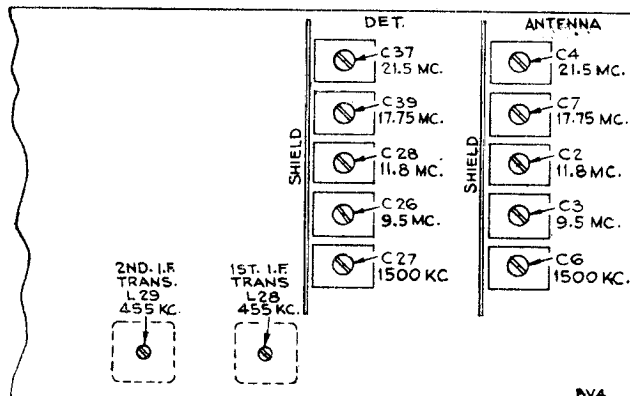 DET.
C37
21.5 MC.
C39
17.75 MC.
C28
11.8 MC.
C26
9.5 MC.
C27
1500 KC
SHIELD
ANTENNA
C4
21.5 MC.
C7
17.75 MC.
C2
11.8 MC.
C3
9.5 MC.
C6
1500 KC.
SHIELD
2ND. I.F.
TRANS.
L29
455 KC.
1ST. I.F.
TRANS
L28
455 KC.